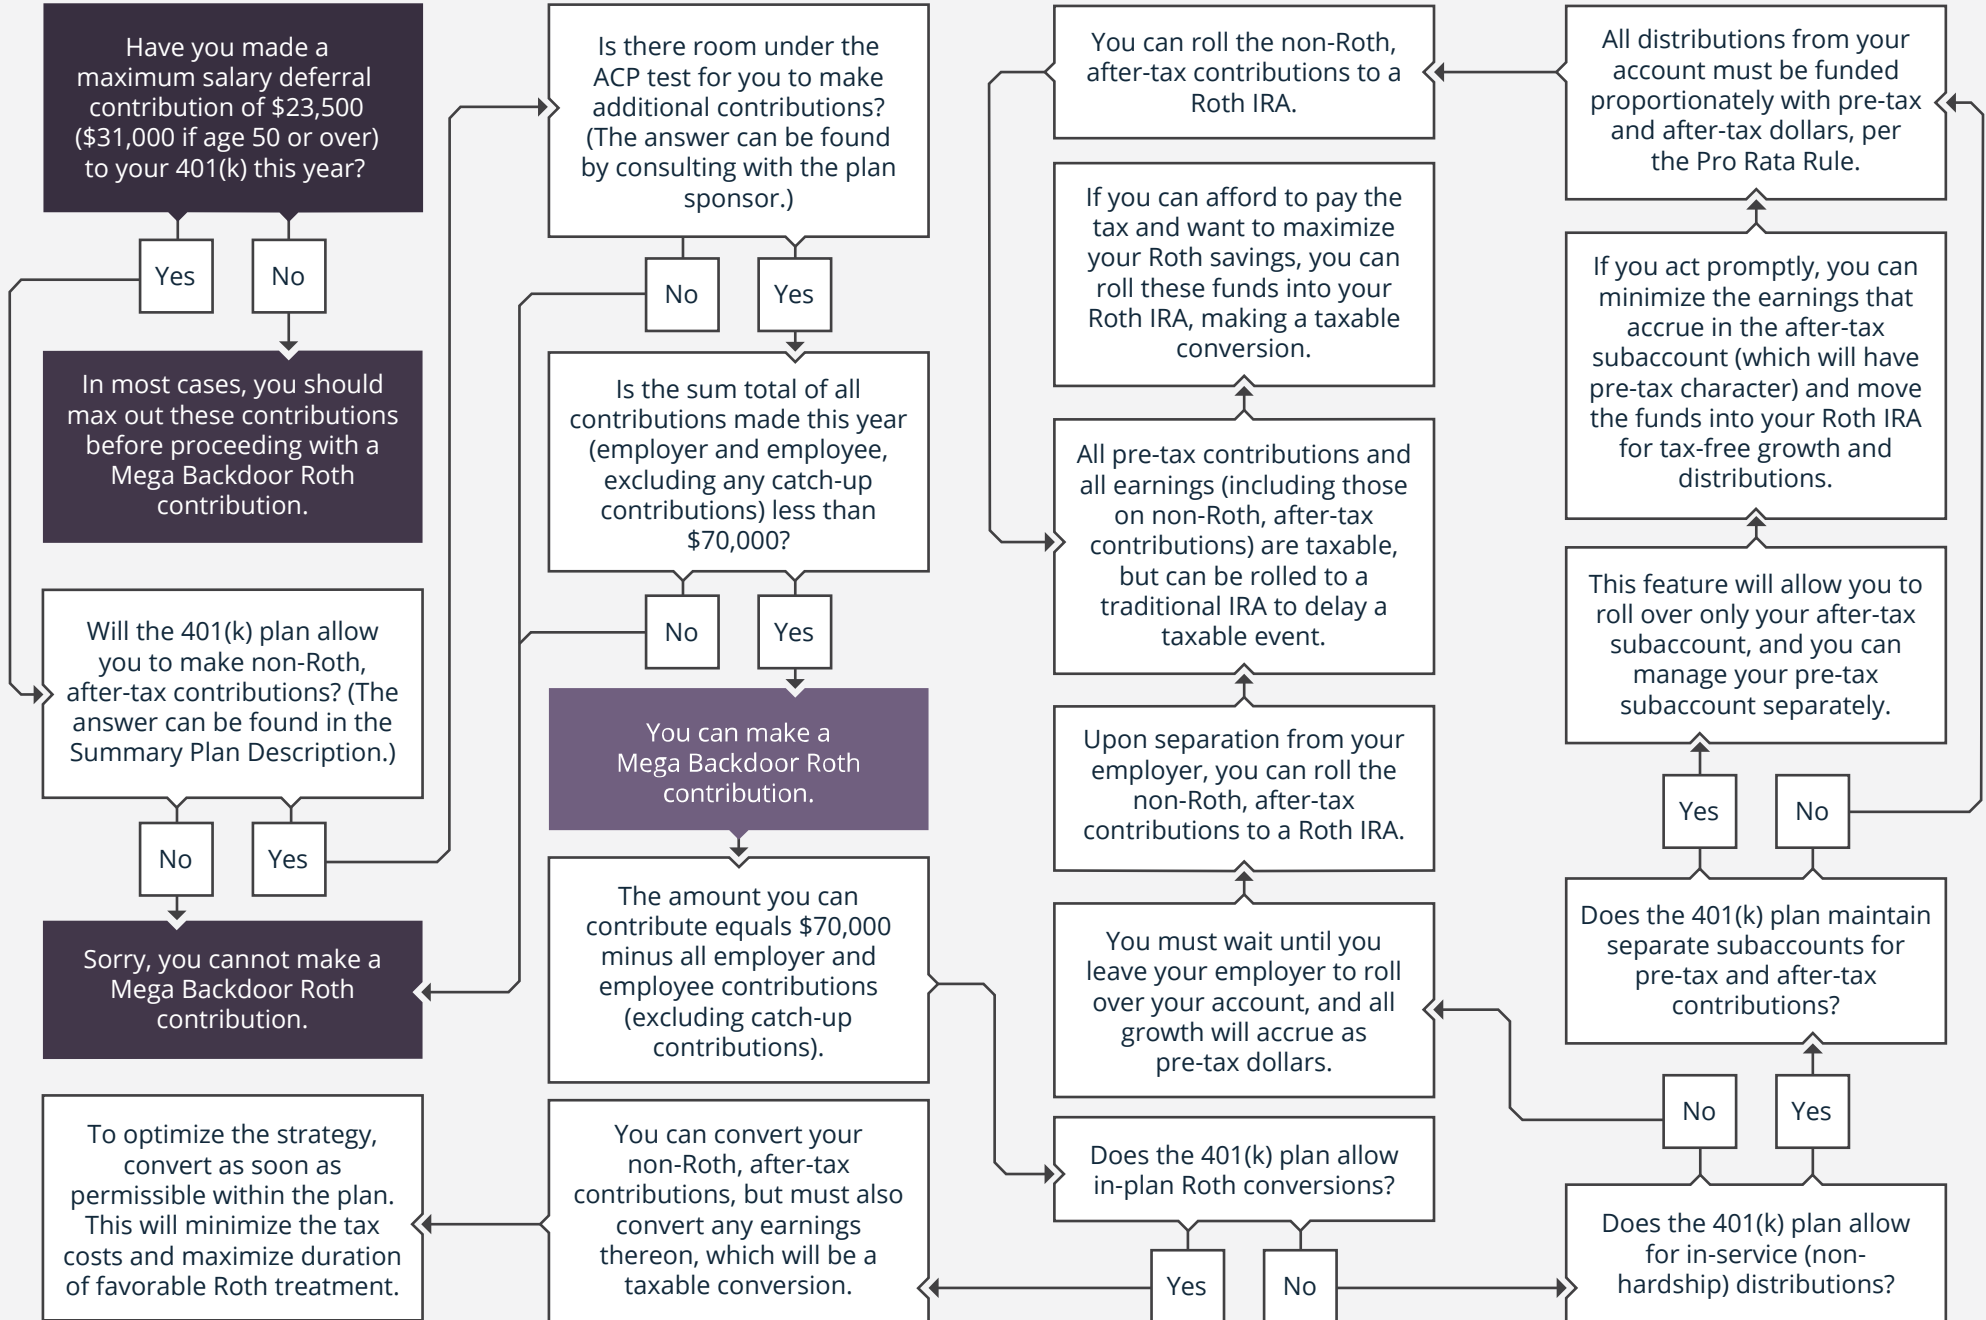 Have you made a
maximum salary deferral
contribution of $23,500
($31,000 if age 50 or over)
to your 401(k) this year?
Yes
No
In most cases, you should
max out these contributions
before proceeding with a
Mega Backdoor Roth
contribution.
Will the 401(k) plan allow
you to make non-Roth,
after-tax contributions? (The
answer can be found in the
Summary Plan Description.)
No
Yes
Sorry, you cannot make a
Mega Backdoor Roth
contribution.
To optimize the strategy,
convert as soon as
permissible within the plan.
This will minimize the tax
costs and maximize duration
of favorable Roth treatment.
Is there room under the
ACP test for you to make
additional contributions?
(The answer can be found
by consulting with the plan
sponsor.)
No
Yes
Is the sum total of all
contributions made this year
(employer and employee,
excluding any catch-up
contributions) less than
$70,000?
No
Yes
You can make a
Mega Backdoor Roth
contribution.
The amount you can
contribute equals $70,000
minus all employer and
employee contributions
(excluding catch-up
contributions).
You can convert your
non-Roth, after-tax
contributions, but must also
convert any earnings
thereon, which will be a
taxable conversion.
You can roll the non-Roth,
after-tax contributions to a
Roth IRA.
If you can afford to pay the
tax and want to maximize
your Roth savings, you can
roll these funds into your
Roth IRA, making a taxable
conversion.
All pre-tax contributions and
all earnings (including those
on non-Roth, after-tax
contributions) are taxable,
but can be rolled to a
traditional IRA to delay a
taxable event.
Upon separation from your
employer, you can roll the
non-Roth, after-tax
contributions to a Roth IRA.
You must wait until you
leave your employer to roll
over your account, and all
growth will accrue as
pre-tax dollars.
Does the 401(k) plan allow
in-plan Roth conversions?
Yes
No
All distributions from your
account must be funded
proportionately with pre-tax
and after-tax dollars, per
the Pro Rata Rule.
If you act promptly, you can
minimize the earnings that
accrue in the after-tax
subaccount (which will have
pre-tax character) and move
the funds into your Roth IRA
for tax-free growth and
distributions.
This feature will allow you to
roll over only your after-tax
subaccount, and you can
manage your pre-tax
subaccount separately.
Yes
No
Does the 401(k) plan maintain
separate subaccounts for
pre-tax and after-tax
contributions?
No
Yes
Does the 401(k) plan allow
for in-service (non-
hardship) distributions?